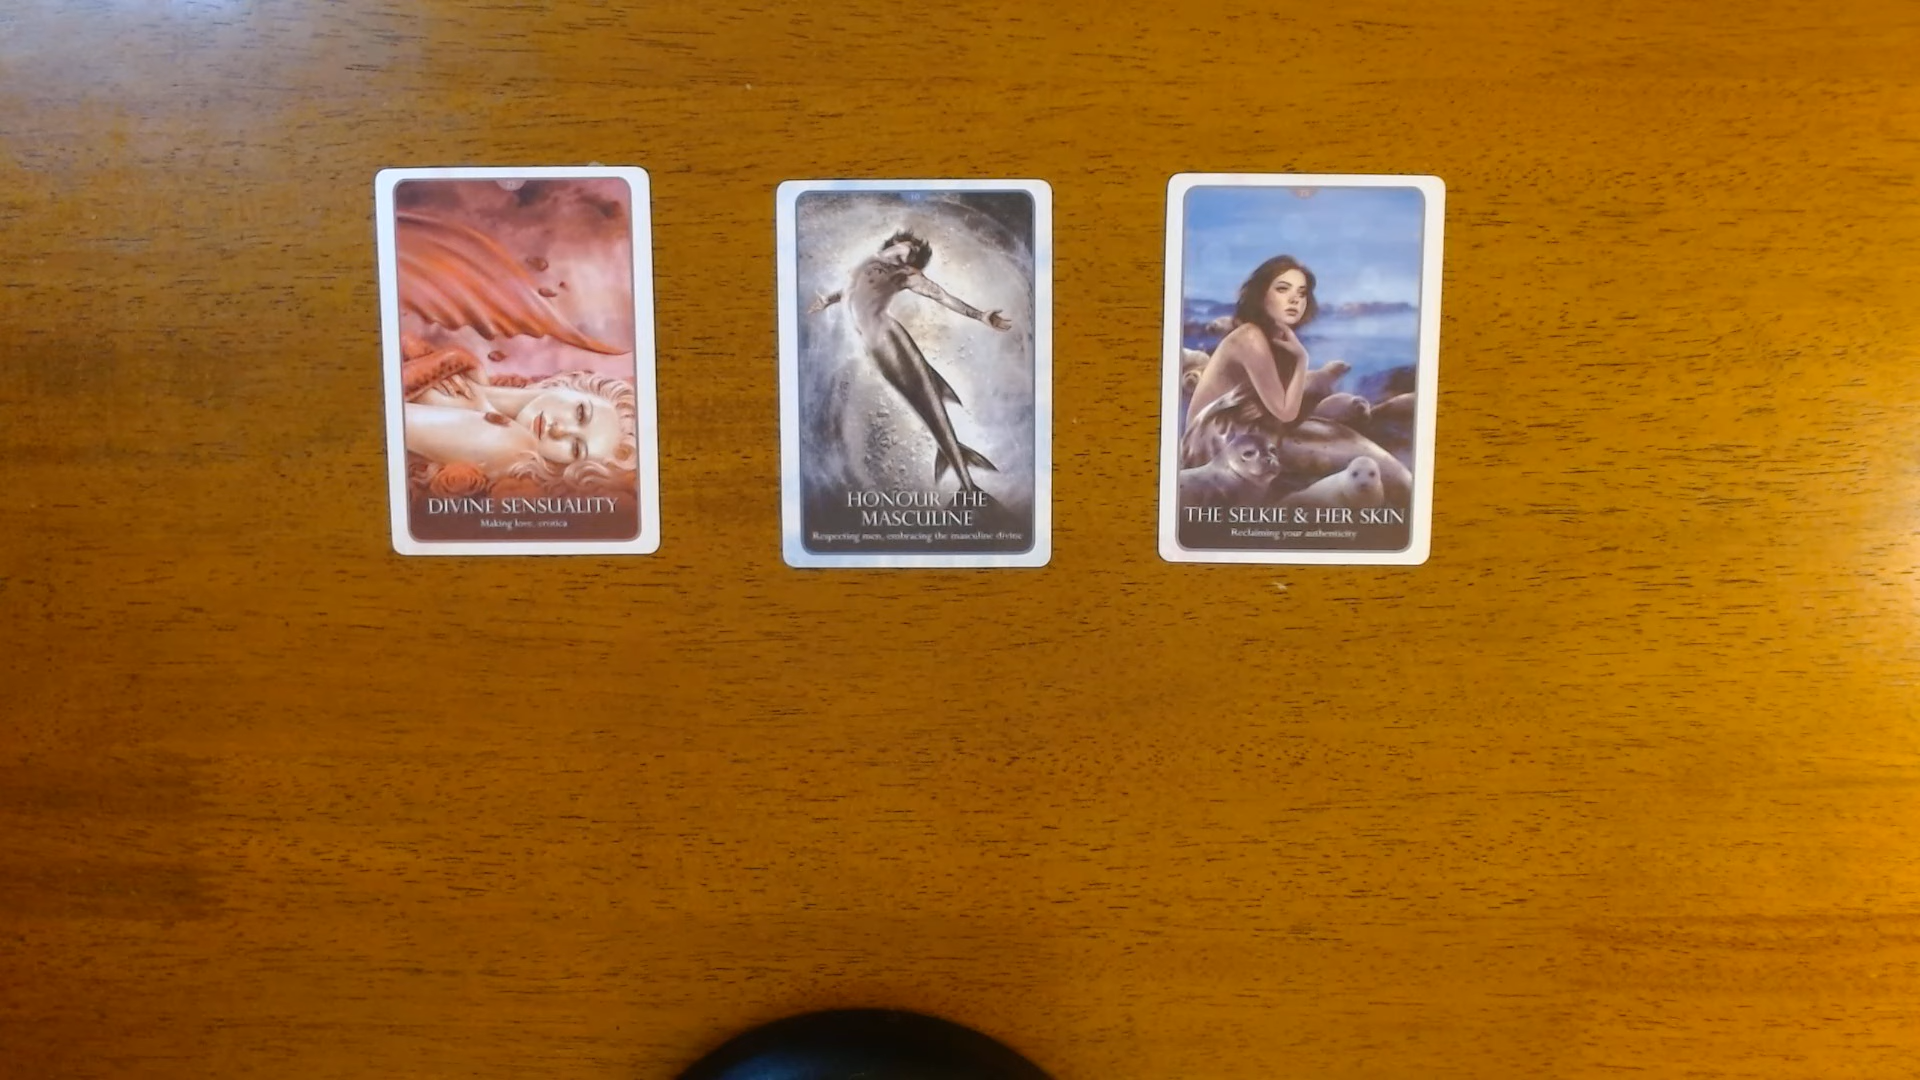 DIVINE SENSUALITY
Making love, erotica
10
HONOUR THE
MASCULINE
Respecting men, embracing the masculine divine
THE SELKIE & HER SKIN
Reclaiming your authenticity